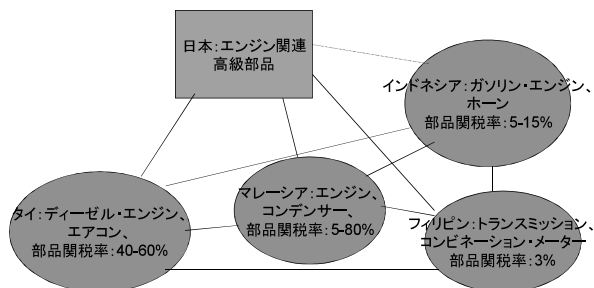 日本：エンジン関連
高級部品
インドネシア：ガソリン・エンジン、
ホーン
部品関税率：5-15%
マレーシア：エンジン、
コンデンサー、
部品関税率：5-80%
タイ：ディーゼル・エンジン、
エアコン、
部品関税率：40-60%
フィリピン：トランスミッション、
コンビネーション・メーター
部品関税率：3%